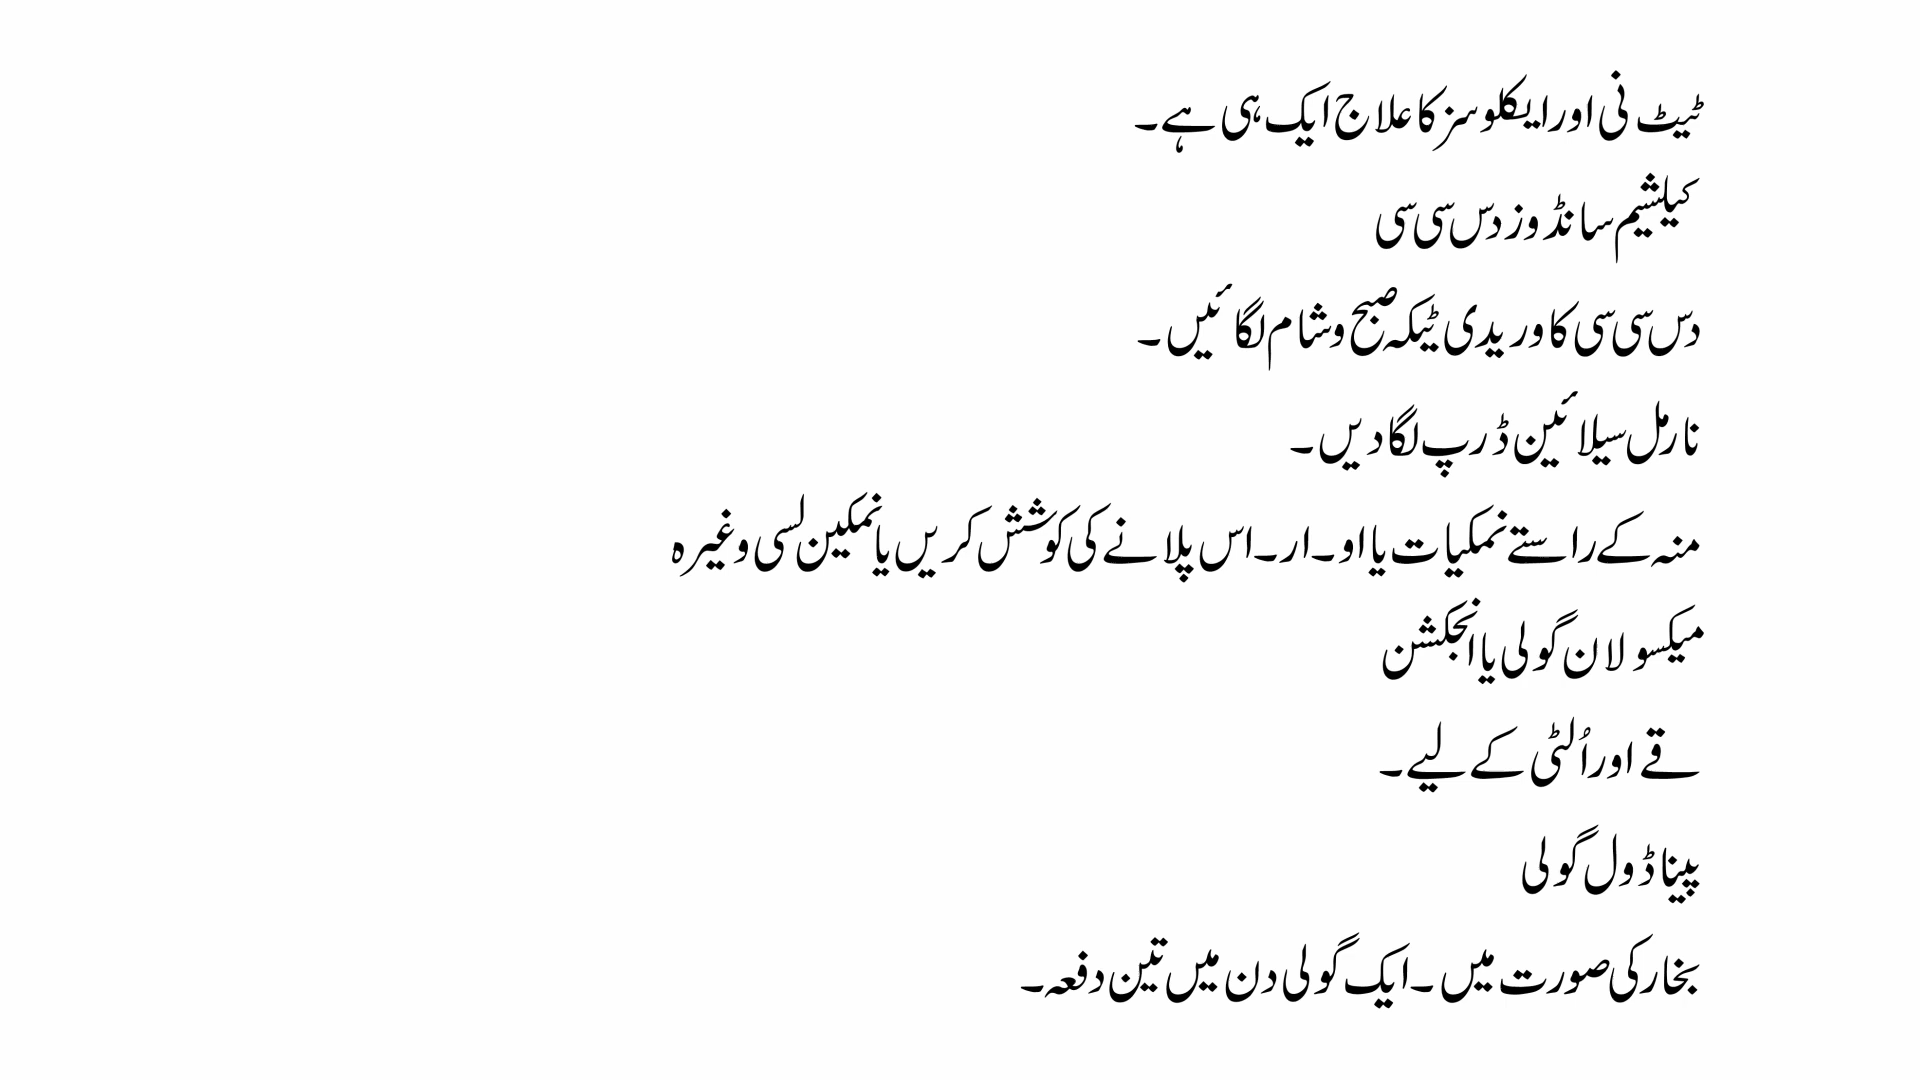 ٹیٹ نی اور ایکلوسز کا علاج ایک ہی ہے۔
کیلشیم سانڈوز دس سی سی
دس سی سی کا وریدی ٹیکہ صبح وشام لگائیں۔
نارمل سیلائین ڈرپ لگا دیں۔
منہ کے راستے نمکیات یا او۔ار۔اس پلانے کی کوشش کریں یا نمکین لسی وغیرہ
میکسولان گولی یا انجکشن
قے اور اُلٹی کے لیے۔
پیناڈول گولی
بخار کی صورت میں۔ایک گولی دن میں تین دفعہ۔